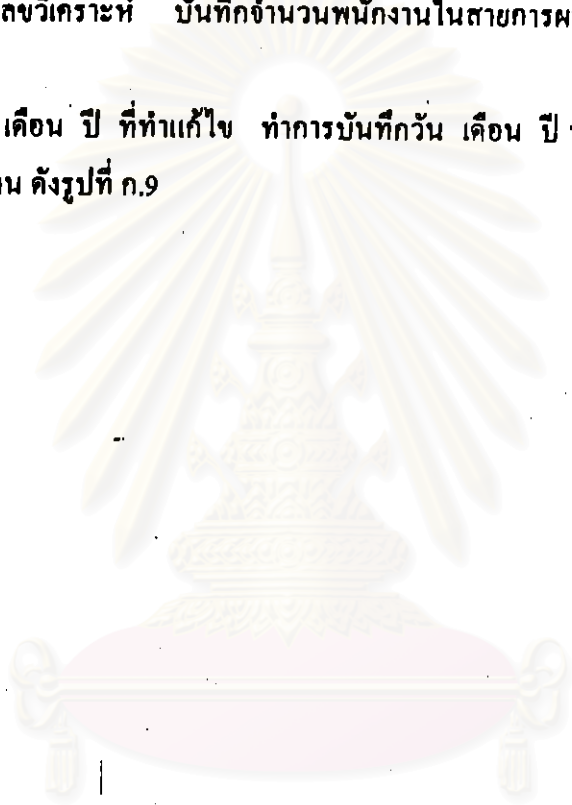 ลขวิเคราะห์ บันทึกจำนวนพนักงานในสายการผ
เดือน ปี ที่ทำแก้ไข ทำการบันทึกวัน เดือน ปี
น ดังรูปที่ ก.9